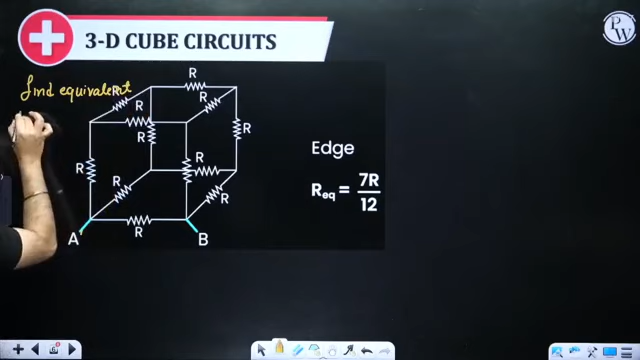 3-D CUBE CIRCUITS
P
W
find equivalent
R
R
R
R
R
R
R
R
R
R
R
R
A
B
Edge
Req = 7R
12